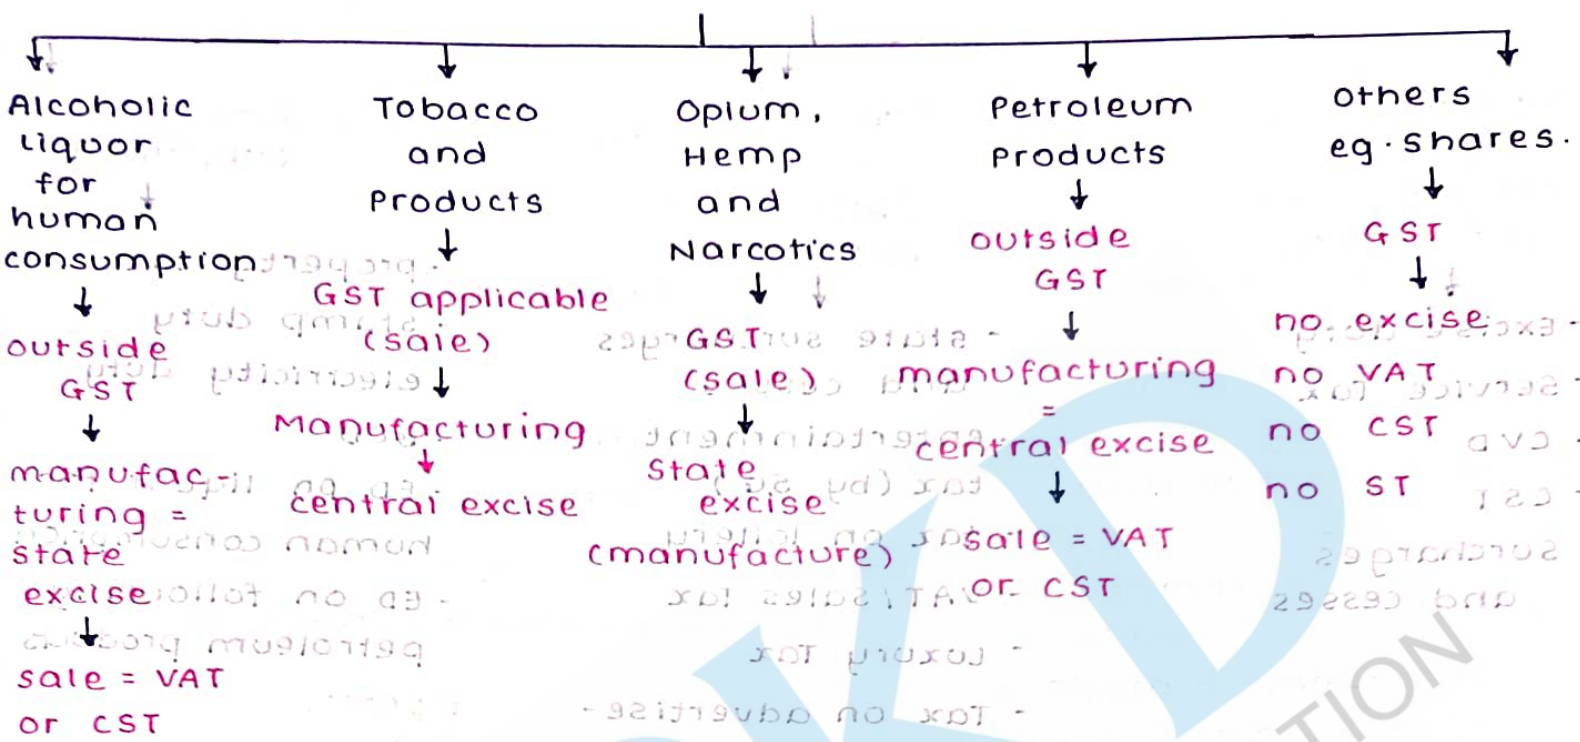 Alcoholic
liquor
for
human
consumption
↓
outside
GST
↓
manufac-
turing =
state
excise
↓
sale = VAT
or CST
Tobacco
and
Products
↓
GST applicable
(sale)
↓
Manufacturing
↓
central excise
Opium,
Hemp
and
Narcotics
↓
GST
(sale)
↓
State
excise
(manufacture)
Petroleum
Products
↓
outside
GST
↓
manufacturing
=
central excise
↓
sale = VAT
or CST
others
eg. shares.
↓
GST
↓
no excise
no VAT
no CST
no ST
KD
TION